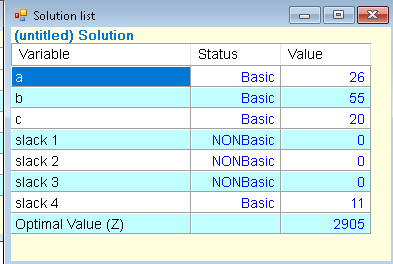 Solution list
(untitled) Solution
Variable Status Value
a Basic 26
b Basic 55
c Basic 20
slack 1 NONBasic 0
slack 2 NONBasic 0
slack 3 NONBasic 0
slack 4 Basic 11
Optimal Value (Z) 2905